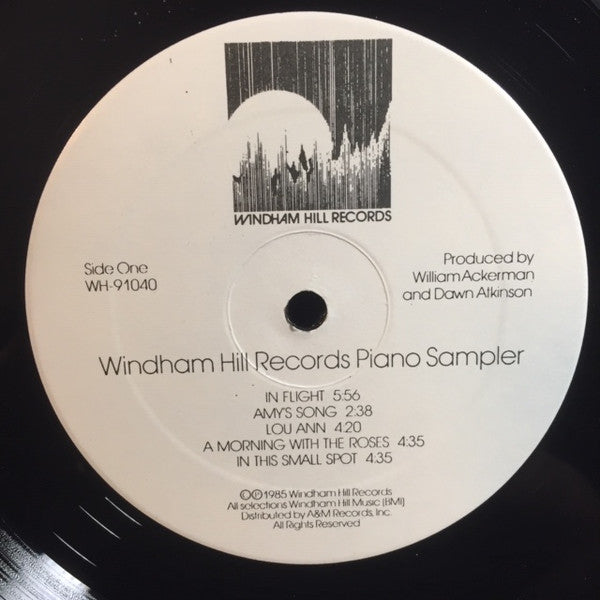 WINDHAM HILL RECORDS
Side One
WH-91040
Produced by
William Ackerman
and Dawn Atkinson
Windham Hill Records Piano Sampler
IN FLIGHT 5:56
AMY'S SONG 2:38
LOU ANN 4:20
A MORNING WITH THE ROSES 4:35
IN THIS SMALL SPOT 4:35
©℗1985 Windham Hill Records
All selections Windham Hill Music (BMI)
Distributed by A&M Records, Inc.
All Rights Reserved